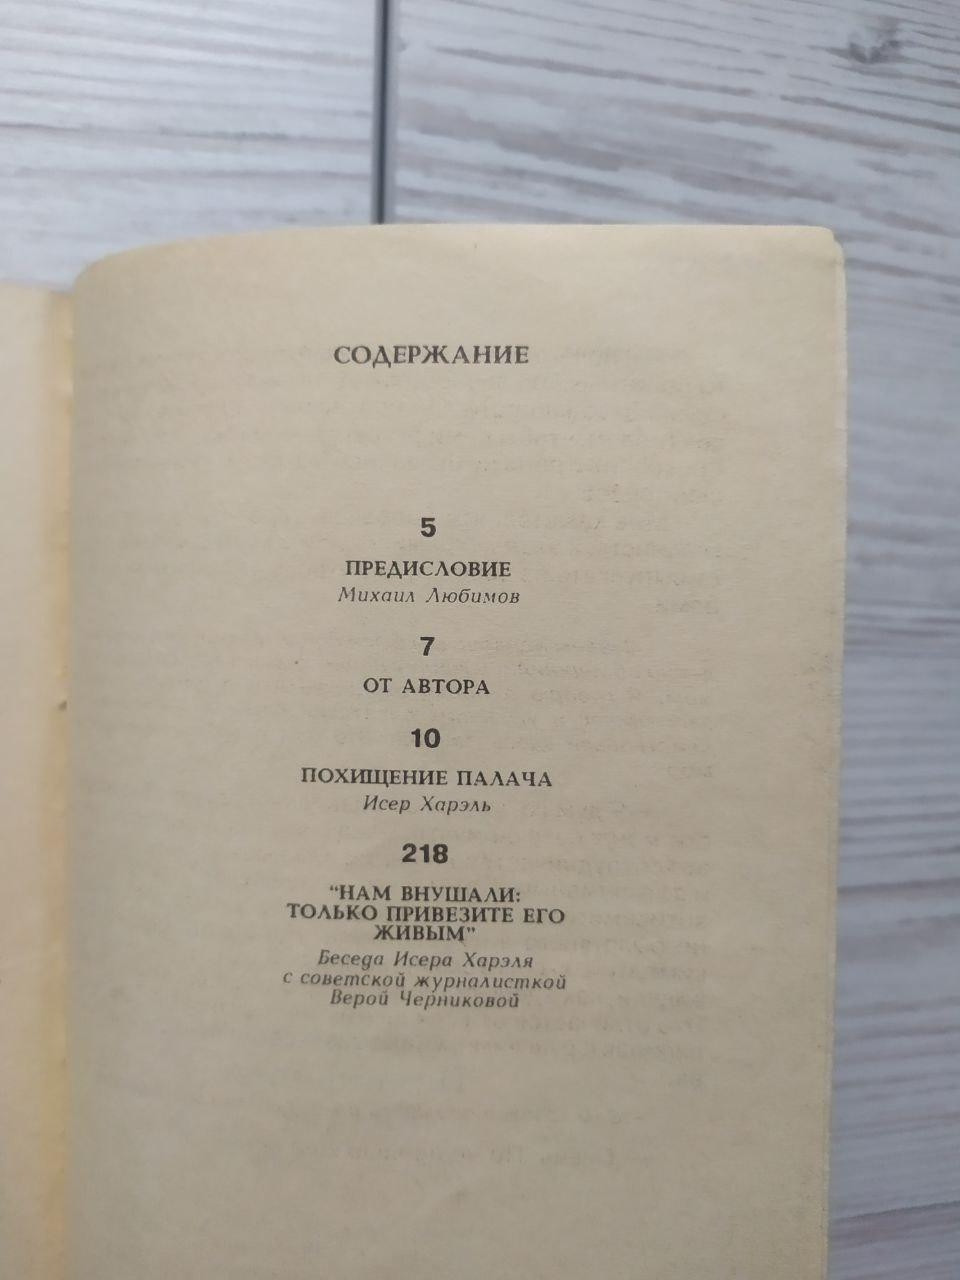 СОДЕРЖАНИЕ
5
ПРЕДИСЛОВИЕ
Михаил Любимов
7
ОТ АВТОРА
10
ПОХИЩЕНИЕ ПАЛАЧА
Исер Харэль
218
"НАМ ВНУШАЛИ:
ТОЛЬКО ПРИВЕЗИТЕ ЕГО
ЖИВЫМ"
Беседа Исера Харэля
с советской журналисткой
Верой Черниковой